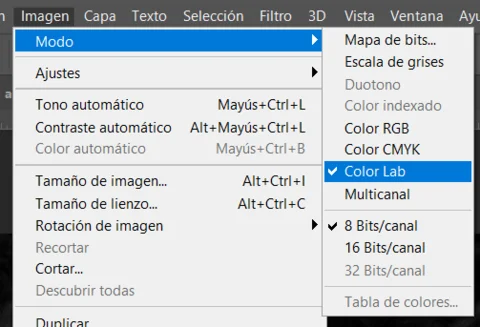 Imagen Capa Texto Selección Filtro 3D Vista Ventana Ayu
Modo
Ajustes
Tono automático Mayús+Ctrl+L
Contraste automático Alt+Mayús+Ctrl+L
Color automático Mayús+Ctrl+B
Tamaño de imagen... Alt+Ctrl+I
Tamaño de lienzo... Alt+Ctrl+C
Rotación de imagen
Recortar
Cortar...
Descubrir todas
Duplicar
Mapa de bits...
Escala de grises
Duotono
Color indexado
Color RGB
Color CMYK
Color Lab
Multicanal
8 Bits/canal
16 Bits/canal
32 Bits/canal
Tabla de colores...